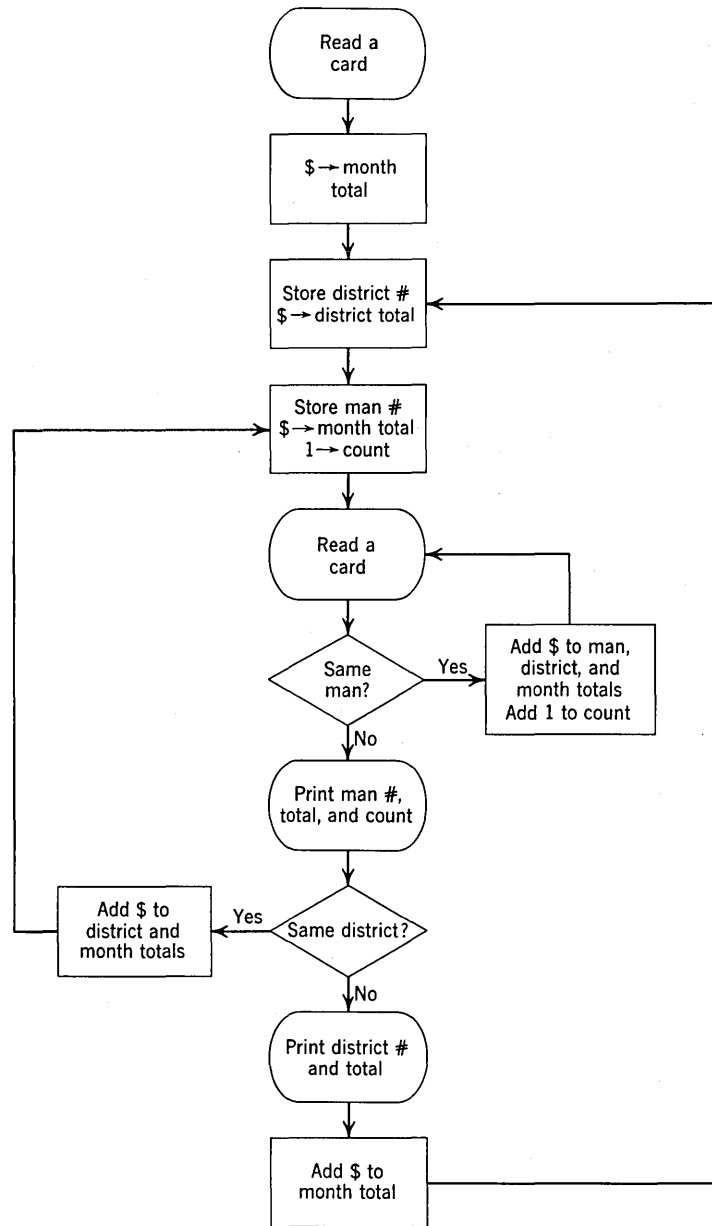 Read a
card
$→month
total
Store district #
$→district total
Store man #
$→month total
1→count
Read a
card
Same
man?
Yes
Add $ to man,
district, and
month totals
Add 1 to count
No
Print man #,
total, and count
Same district?
Yes
Add $ to
district and
month totals
No
Print district #
and total
Add $ to
month total